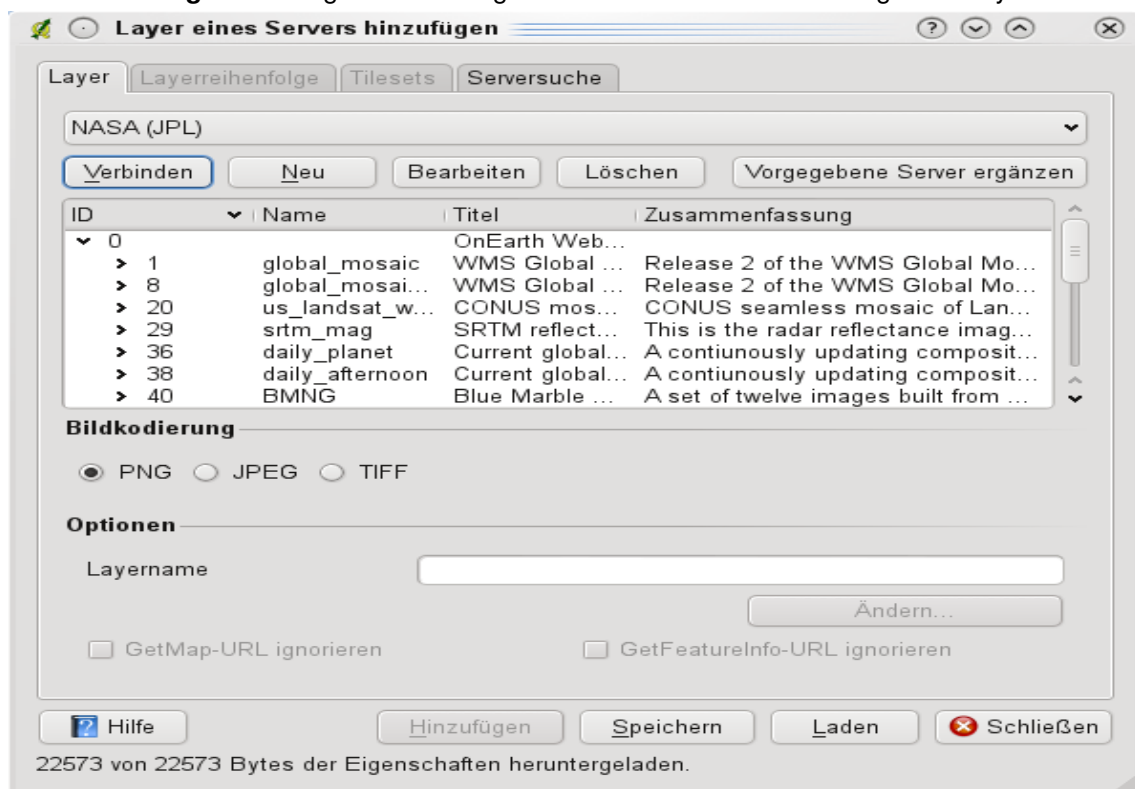 Layer eines Servers hinzufügen
Layer Layerreihenfolge Tilesets Serversuche
NASA (JPL)
Verbinden Neu Bearbeiten Löschen Vorgegebene Server ergänzen
ID Name Titel Zusammenfassung
0 OnEarth Web...
1 global_mosaic WMS Global ... Release 2 of the WMS Global Mo...
8 global_mosai... WMS Global ... Release 2 of the WMS Global Mo...
20 us_landsat_w... CONUS mos... CONUS seamless mosaic of Lan...
29 srtm_mag SRTM reflect... This is the radar reflectance imag...
36 daily_planet Current global... A contiunously updating composit...
38 daily_afternoon Current global... A contiunously updating composit...
40 BMNG Blue Marble ... A set of twelve images built from ...
Bildkodierung
PNG JPEG TIFF
Optionen
Layername
Ändern...
GetMap-URL ignorieren GetFeatureInfo-URL ignorieren
Hilfe Hinzufügen Speichern Laden Schließen
22573 von 22573 Bytes der Eigenschaften heruntergeladen.